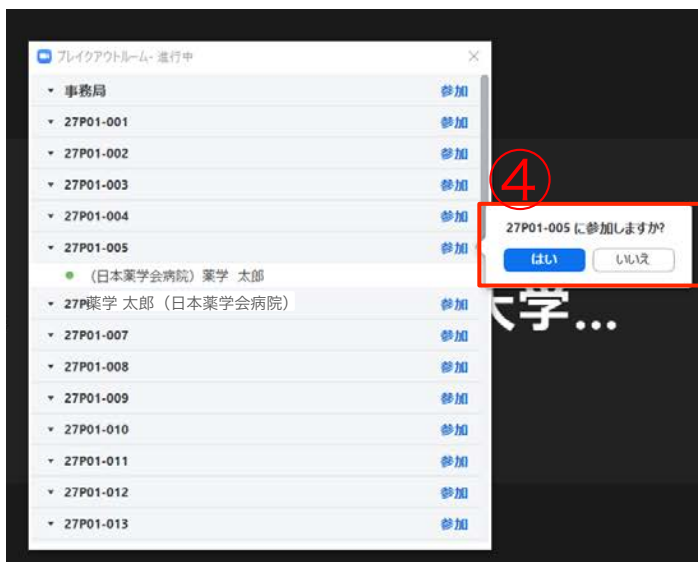 ブレイクアウトルーム- 進行中
事務局 参加
27P01-001 参加
27P01-002 参加
27P01-003 参加
27P01-004 参加
27P01-005 参加
(日本薬学会病院) 薬学 太郎
27P薬学 太郎(日本薬学会病院) 参加
27P01-007 参加
27P01-008 参加
27P01-009 参加
27P01-010 参加
27P01-011 参加
27P01-012 参加
27P01-013 参加
④
27P01-005 に参加しますか?
はい いいえ
大学...